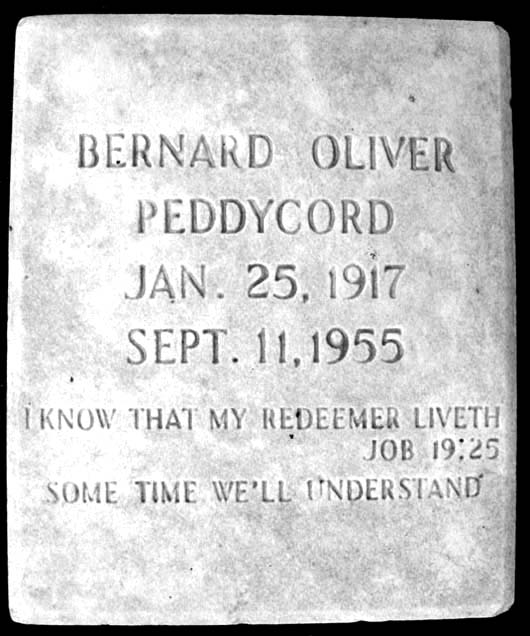 BERNARD OLIVER
PEDDYCORD
JAN. 25, 1917
SEPT. 11, 1955
I KNOW THAT MY REDEEMER LIVETH
JOB 19:25
SOME TIME WE'LL UNDERSTAND